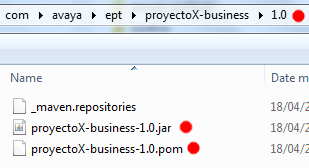 com ▸ avaya ▸ ept ▸ proyectoX-business ▸ 1.0
Name
Date m
_maven.repositories
18/04/2
proyectoX-business-1.0.jar
18/04/2
proyectoX-business-1.0.pom
18/04/2